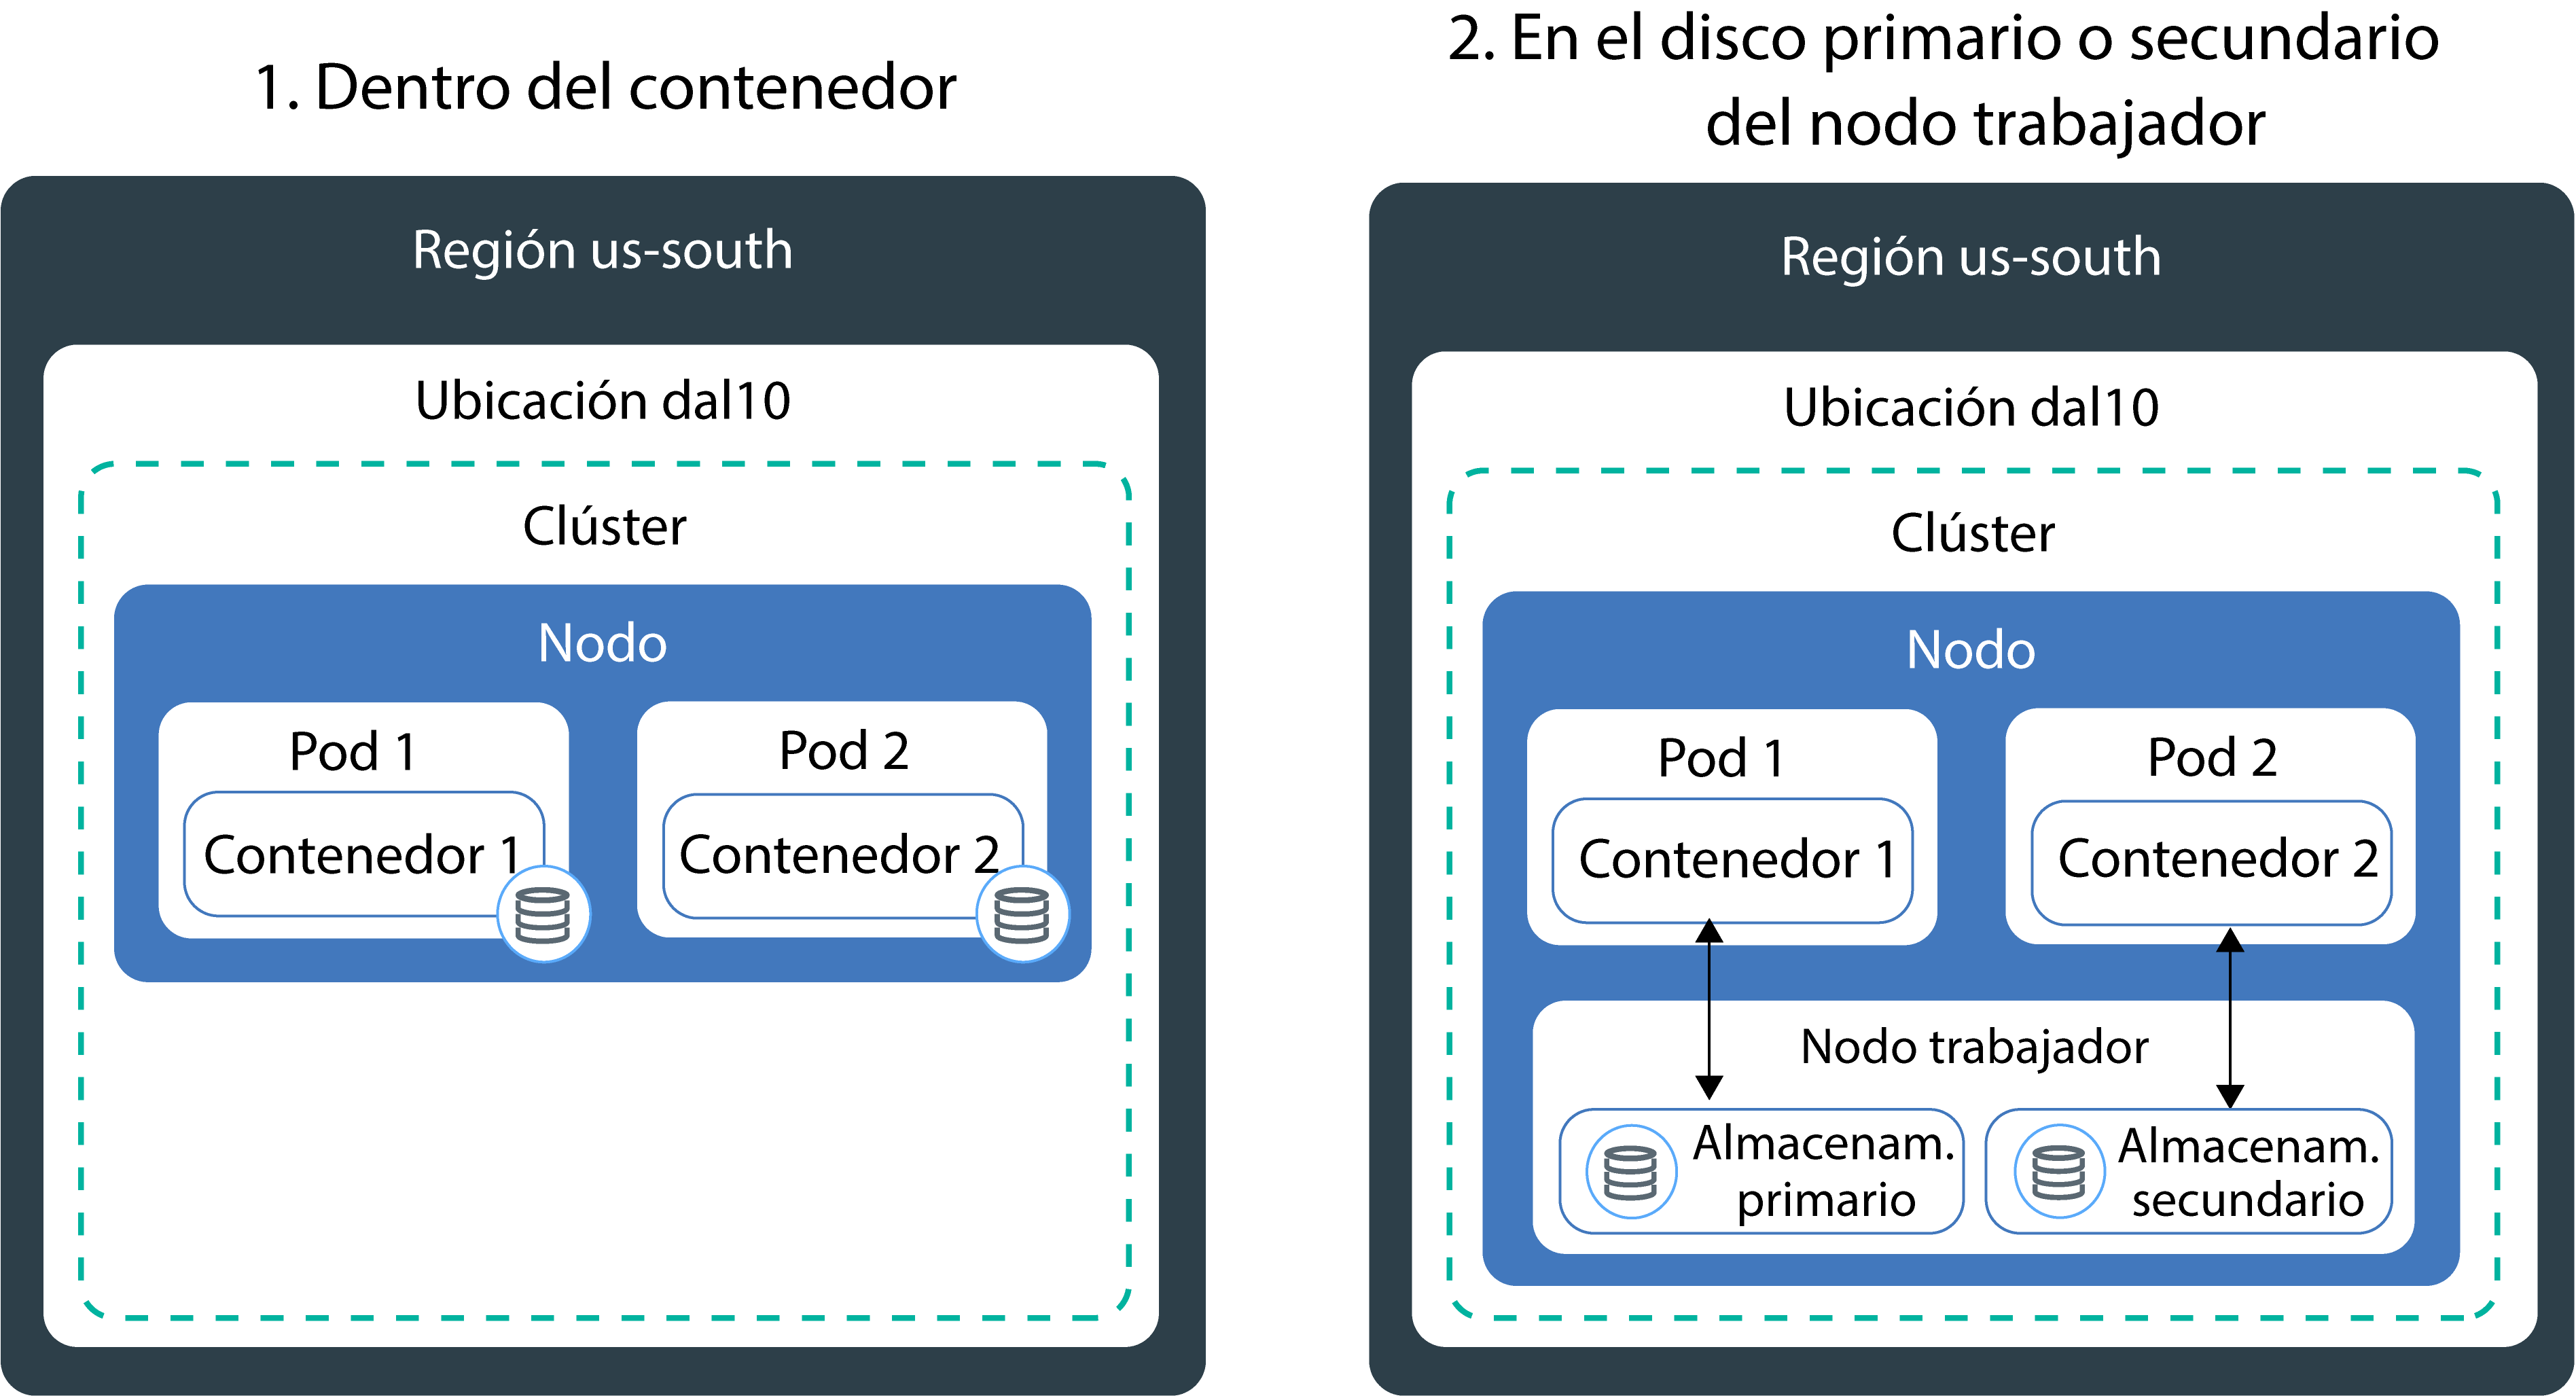 1. Dentro del contenedor
Región us-south
Ubicación dal10
Clúster
Nodo
Pod 1
Contenedor 1
Pod 2
Contenedor 2
2. En el disco primario o secundario
del nodo trabajador
Región us-south
Ubicación dal10
Clúster
Nodo
Pod 1
Contenedor 1
Pod 2
Contenedor 2
Nodo trabajador
Almacenam.
primario
Almacenam.
secundario